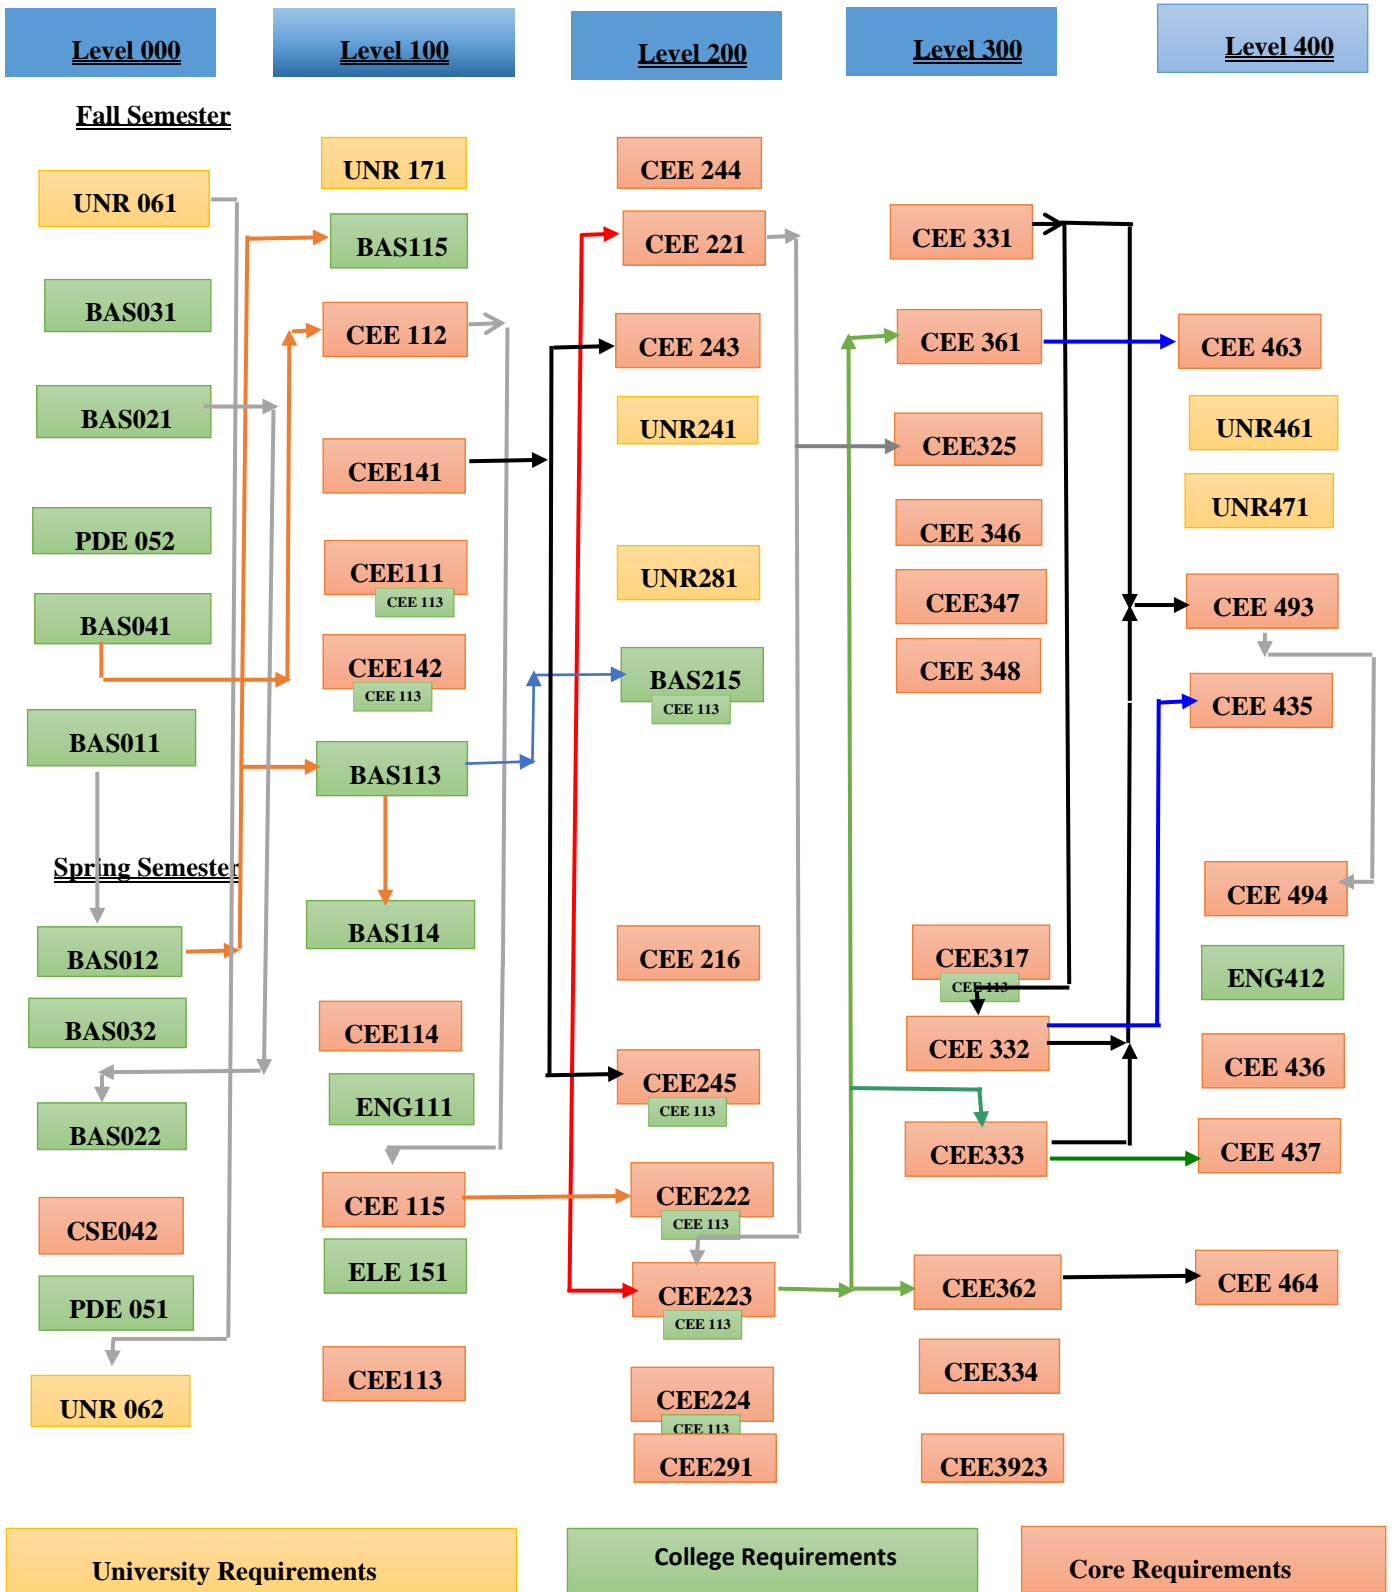 Level 000
Level 100
Level 200
Level 300
Level 400
Fall Semester
UNR 061
BAS031
BAS021
PDE 052
BAS041
BAS011
Spring Semester
BAS012
BAS032
BAS022
CSE042
PDE 051
UNR 062
UNR 171
BAS115
CEE 112
CEE141
CEE111
CEE 113
CEE142
CEE 113
BAS113
BAS114
CEE114
ENG111
CEE 115
ELE 151
CEE113
CEE 244
CEE 221
CEE 243
UNR241
UNR281
BAS215
CEE 113
CEE 216
CEE245
CEE 113
CEE222
CEE 113
CEE223
CEE 113
CEE224
CEE 113
CEE291
CEE 331
CEE 361
CEE325
CEE 346
CEE347
CEE 348
CEE317
CEE 113
CEE 332
CEE333
CEE362
CEE334
CEE3923
CEE 463
UNR461
UNR471
CEE 493
CEE 435
CEE 494
ENG412
CEE 436
CEE 437
CEE 464
University Requirements
College Requirements
Core Requirements